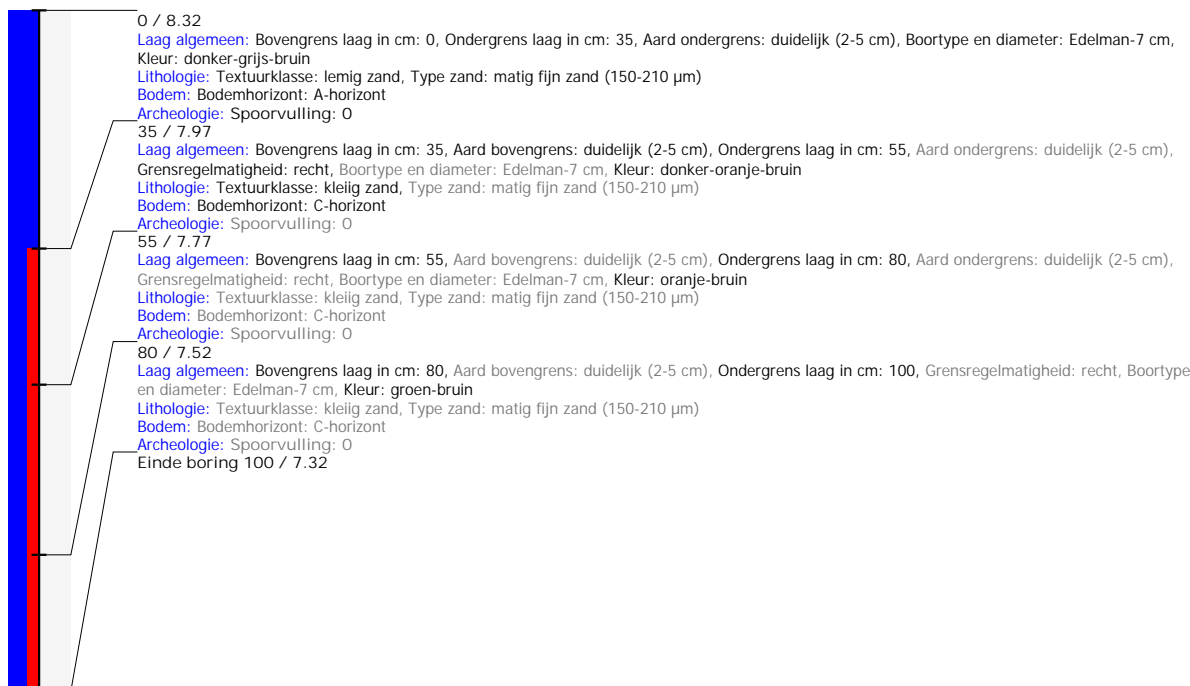 0 / 8.32
Laag algemeen: Bovengrens laag in cm: 0, Ondergrens laag in cm: 35, Aard ondergrens: duidelijk (2-5 cm), Boortype en diameter: Edelman-7 cm,
Kleur: donker-grijs-bruin
Lithologie: Textuurklasse: lemig zand, Type zand: matig fijn zand (150-210 µm)
Bodem: Bodemhorizont: A-horizont
Archeologie: Spoorvulling: 0
35 / 7.97
Laag algemeen: Bovengrens laag in cm: 35, Aard bovengrens: duidelijk (2-5 cm), Ondergrens laag in cm: 55, Aard ondergrens: duidelijk (2-5 cm),
Grensregelmatigheid: recht, Boortype en diameter: Edelman-7 cm, Kleur: donker-oranje-bruin
Lithologie: Textuurklasse: kleiig zand, Type zand: matig fijn zand (150-210 µm)
Bodem: Bodemhorizont: C-horizont
Archeologie: Spoorvulling: 0
55 / 7.77
Laag algemeen: Bovengrens laag in cm: 55, Aard bovengrens: duidelijk (2-5 cm), Ondergrens laag in cm: 80, Aard ondergrens: duidelijk (2-5 cm),
Grensregelmatigheid: recht, Boortype en diameter: Edelman-7 cm, Kleur: oranje-bruin
Lithologie: Textuurklasse: kleiig zand, Type zand: matig fijn zand (150-210 µm)
Bodem: Bodemhorizont: C-horizont
Archeologie: Spoorvulling: 0
80 / 7.52
Laag algemeen: Bovengrens laag in cm: 80, Aard bovengrens: duidelijk (2-5 cm), Ondergrens laag in cm: 100, Grensregelmatigheid: recht, Boortype
en diameter: Edelman-7 cm, Kleur: groen-bruin
Lithologie: Textuurklasse: kleiig zand, Type zand: matig fijn zand (150-210 µm)
Bodem: Bodemhorizont: C-horizont
Archeologie: Spoorvulling: 0
Einde boring 100 / 7.32